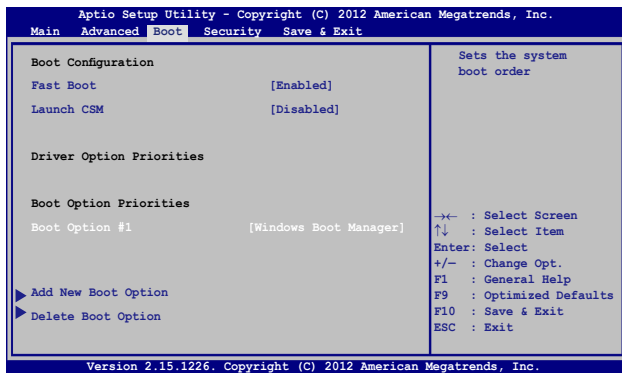 Aptio Setup Utility - Copyright (C) 2012 American Megatrends, Inc.
Main Advanced Boot Security Save & Exit
Boot Configuration
Fast Boot [Enabled]
Launch CSM [Disabled]
Driver Option Priorities
Boot Option Priorities
Boot Option #1 [Windows Boot Manager]
Add New Boot Option
Delete Boot Option
Sets the system
boot order
→← : Select Screen
↑↓ : Select Item
Enter: Select
+/— : Change Opt.
F1 : General Help
F9 : Optimized Defaults
F10 : Save & Exit
ESC : Exit
Version 2.15.1226. Copyright (C) 2012 American Megatrends, Inc.